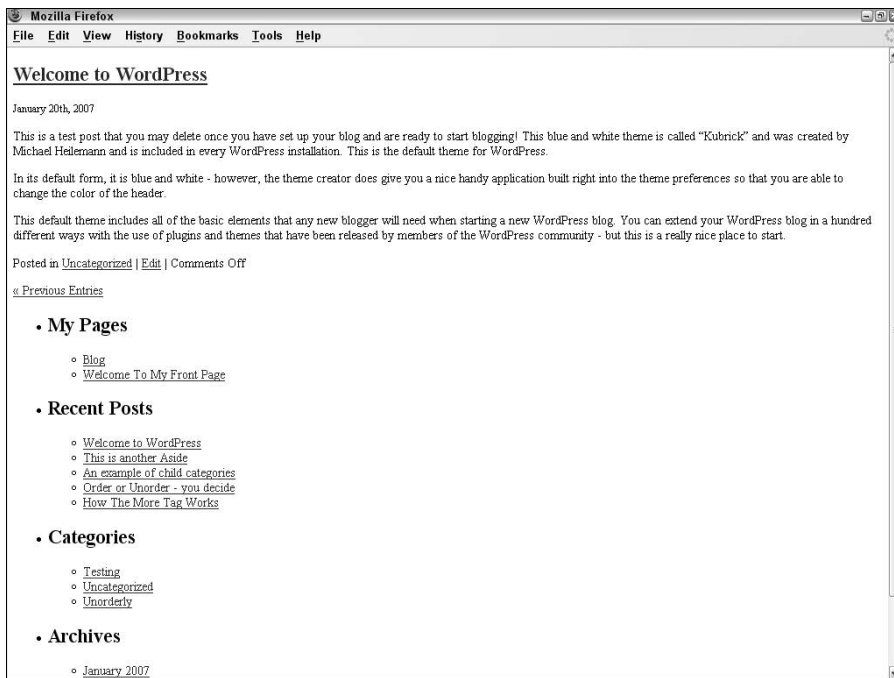 Mozilla Firefox
File Edit View History Bookmarks Tools Help
Welcome to WordPress
January 20th, 2007
This is a test post that you may delete once you have set up your blog and are ready to start blogging! This blue and white theme is called “Kubrick” and was created by
Michael Heilemann and is included in every WordPress installation. This is the default theme for WordPress.
In its default form, it is blue and white - however, the theme creator does give you a nice handy application built right into the theme preferences so that you are able to
change the color of the header.
This default theme includes all of the basic elements that any new blogger will need when starting a new WordPress blog. You can extend your WordPress blog in a hundred
different ways with the use of plugins and themes that have been released by members of the WordPress community - but this is a really nice place to start.
Posted in Uncategorized | Edit | Comments Off
« Previous Entries
• My Pages
◦ Blog
◦ Welcome To My Front Page
• Recent Posts
◦ Welcome to WordPress
◦ This is another Aside
◦ An example of child categories
◦ Order or Unorder - you decide
◦ How The More Tag Works
• Categories
◦ Testing
◦ Uncategorized
◦ Unorderly
• Archives
◦ January 2007